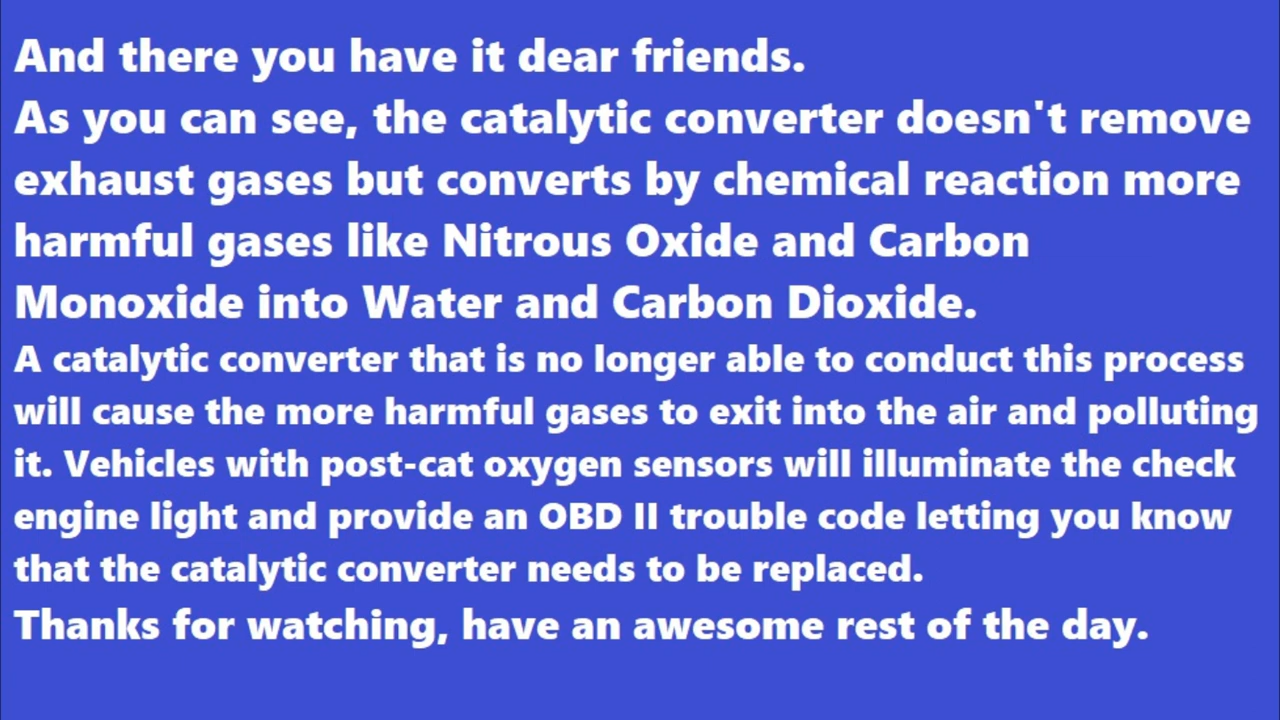 And there you have it dear friends.
As you can see, the catalytic converter doesn't remove
exhaust gases but converts by chemical reaction more
harmful gases like Nitrous Oxide and Carbon
Monoxide into Water and Carbon Dioxide.
A catalytic converter that is no longer able to conduct this process
will cause the more harmful gases to exit into the air and polluting
it. Vehicles with post-cat oxygen sensors will illuminate the check
engine light and provide an OBD II trouble code letting you know
that the catalytic converter needs to be replaced.
Thanks for watching, have an awesome rest of the day.